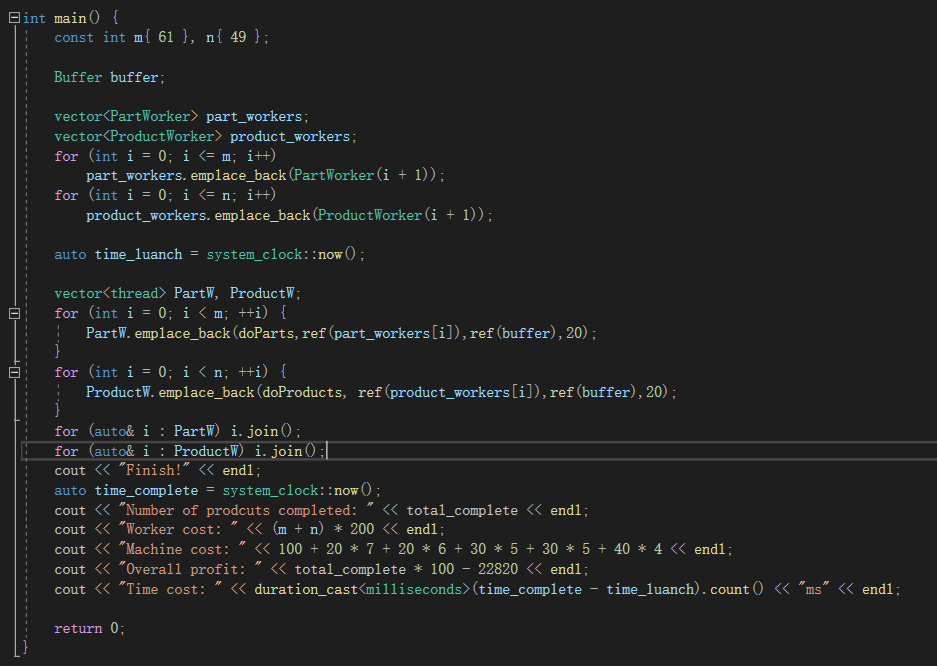 int main() {
const int m{ 61 }, n{ 49 };
Buffer buffer;
vector<PartWorker> part_workers;
vector<ProductWorker> product_workers;
for (int i = 0; i <= m; i++)
part_workers.emplace_back(PartWorker(i + 1));
for (int i = 0; i <= n; i++)
product_workers.emplace_back(ProductWorker(i + 1));
auto time_luanch = system_clock::now();
vector<thread> PartW, ProductW;
for (int i = 0; i < m; ++i) {
PartW.emplace_back(doParts,ref(part_workers[i]),ref(buffer),20);
}
for (int i = 0; i < n; ++i) {
ProductW.emplace_back(doProducts, ref(product_workers[i]),ref(buffer),20);
}
for (auto& i : PartW) i.join();
for (auto& i : ProductW) i.join();
cout << "Finish!" << endl;
auto time_complete = system_clock::now();
cout << "Number of prodcuts completed: " << total_complete << endl;
cout << "Worker cost: " << (m + n) * 200 << endl;
cout << "Machine cost: " << 100 + 20 * 7 + 20 * 6 + 30 * 5 + 30 * 5 + 40 * 4 << endl;
cout << "Overall profit: " << total_complete * 100 - 22820 << endl;
cout << "Time cost: " << duration_cast<milliseconds>(time_complete - time_luanch).count() << "ms" << endl;
return 0;
}